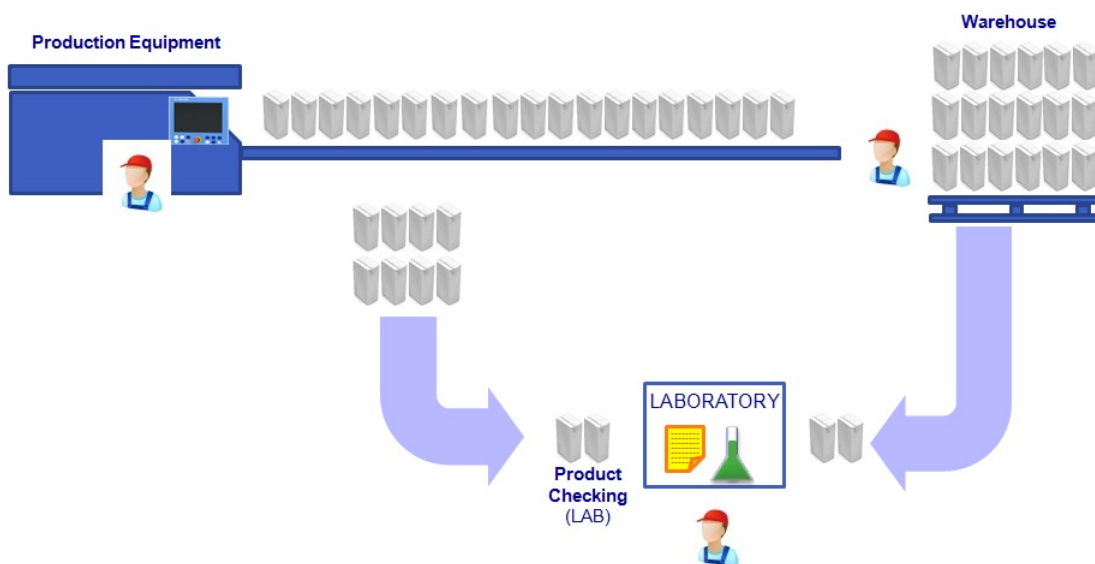 Warehouse
Production Equipment
LABORATORY
Product
Checking
(LAB)